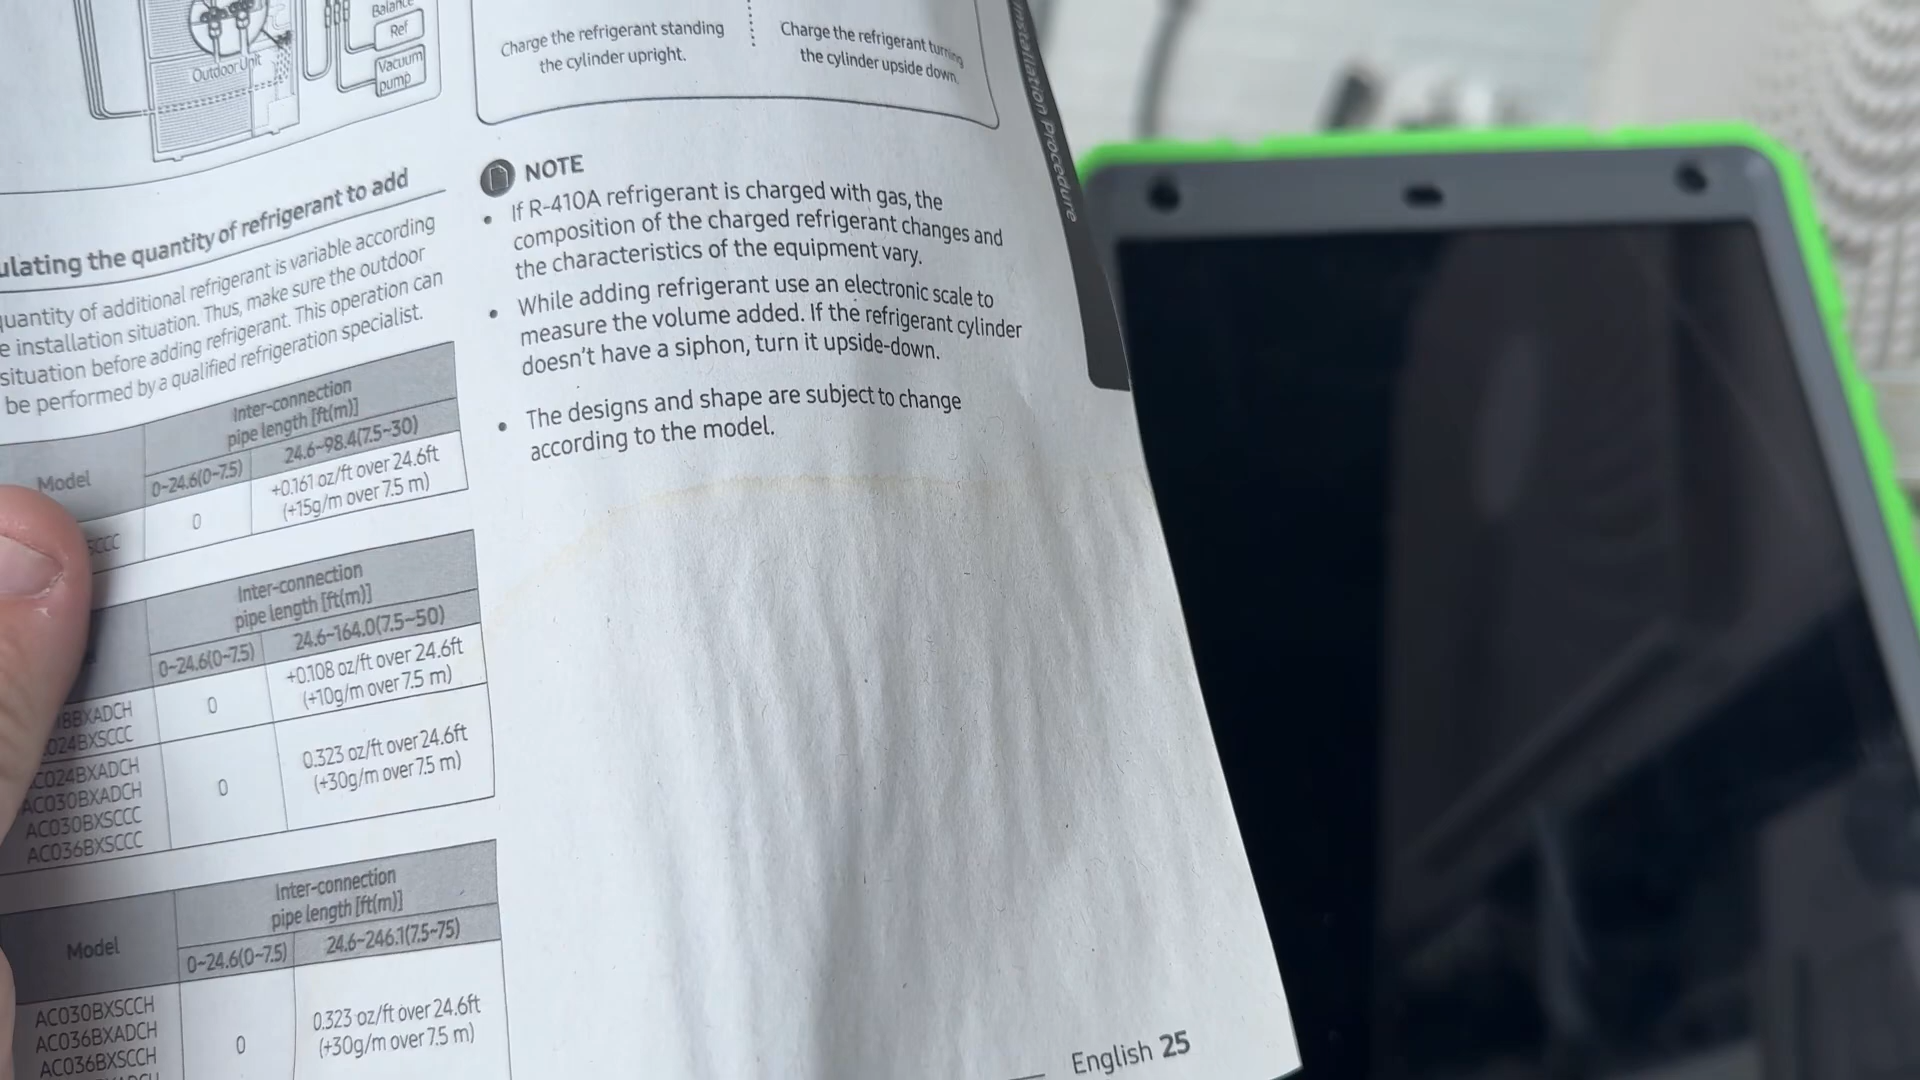 Balance
Ref
Vacuum
pump
Outdoor Unit
ulating the quantity of refrigerant to add
quantity of additional refrigerant is variable according
e installation situation. Thus, make sure the outdoor
situation before adding refrigerant. This operation can
be performed by a qualified refrigeration specialist.
Model
Inter-connection
pipe length [ft(m)]
0~24.6(0~7.5)
24.6~98.4(7.5~30)
SCCC
0
+0.161 oz/ft over 24.6ft
(+15g/m over 7.5 m)
Inter-connection
pipe length [ft(m)]
0~24.6(0~7.5)
24.6~164.0(7.5~50)
BBXADCH
024BXSCCC
0
+0.108 oz/ft over 24.6ft
(+10g/m over 7.5 m)
C024BXADCH
AC030BXADCH
AC030BXSCCC
AC036BXSCCC
0
0.323 oz/ft over 24.6ft
(+30g/m over 7.5 m)
Model
Inter-connection
pipe length [ft(m)]
0~24.6(0~7.5)
24.6~246.1(7.5~75)
AC030BXSCCH
AC036BXADCH
AC036BXSCCH
0
0.323 oz/ft over 24.6ft
(+30g/m over 7.5 m)
Charge the refrigerant standing
the cylinder upright.
Charge the refrigerant turning
the cylinder upside down.
NOTE
• If R-410A refrigerant is charged with gas, the
composition of the charged refrigerant changes and
the characteristics of the equipment vary.
• While adding refrigerant use an electronic scale to
measure the volume added. If the refrigerant cylinder
doesn't have a siphon, turn it upside-down.
• The designs and shape are subject to change
according to the model.
Installation procedure
English 25